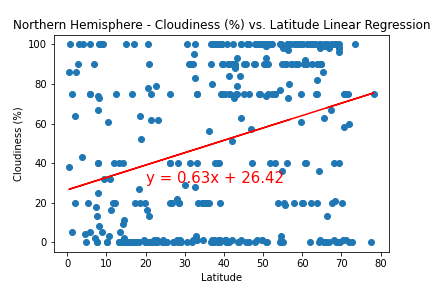 Northern Hemisphere - Cloudiness (%) vs. Latitude Linear Regression
Cloudiness (%)
100
80
60
40
20
0
y = 0.63x + 26.42
0 10 20 30 40 50 60 70 80
Latitude